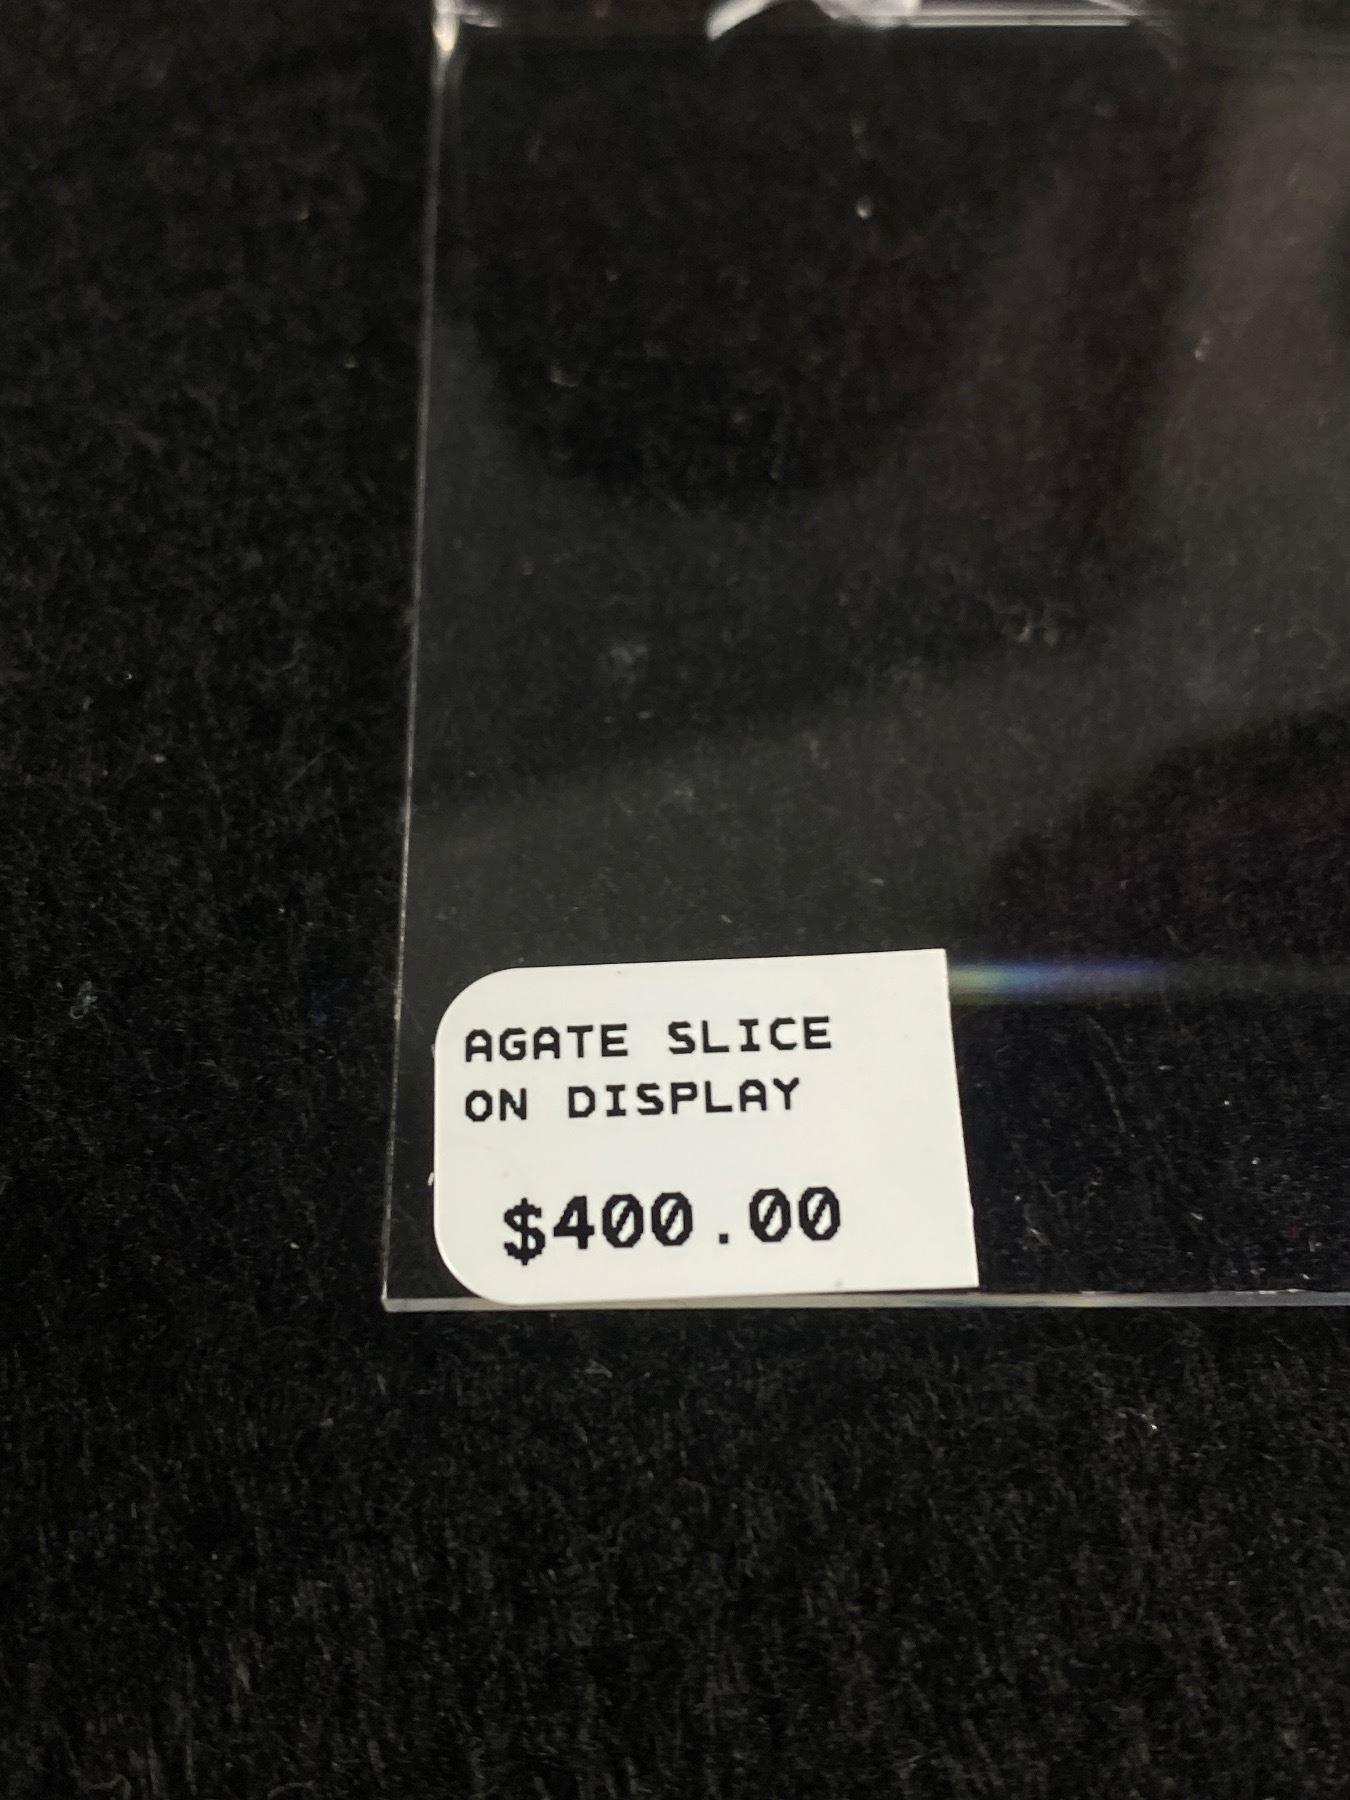 AGATE SLICE
ON DISPLAY
$400.00